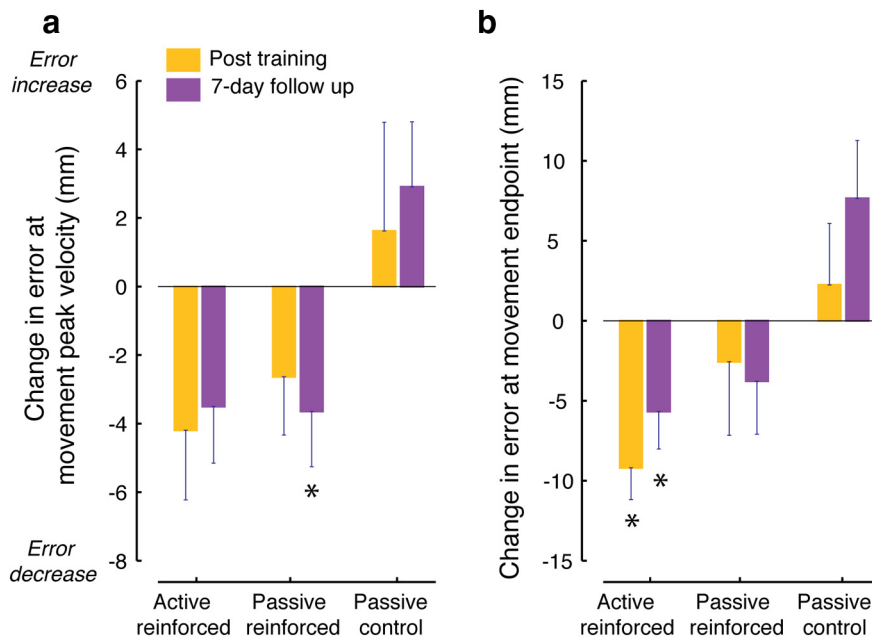 a
Error
increase
Post training
7-day follow up
6
4
2
0
-2
-4
-6
-8
Change in error at
movement peak velocity (mm)
*
Error
decrease
Active
reinforced
Passive
reinforced
Passive
control
b
15
10
5
0
-5
-10
-15
Change in error at movement endpoint (mm)
*
*
Active
reinforced
Passive
reinforced
Passive
control